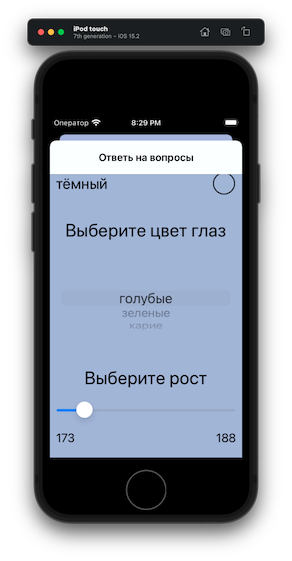 iPod touch
7th generation – iOS 15.2
Оператор 8:29 PM
Ответь на вопросы
тёмный
Выберите цвет глаз
голубые
зеленые
карие
Выберите рост
173 188